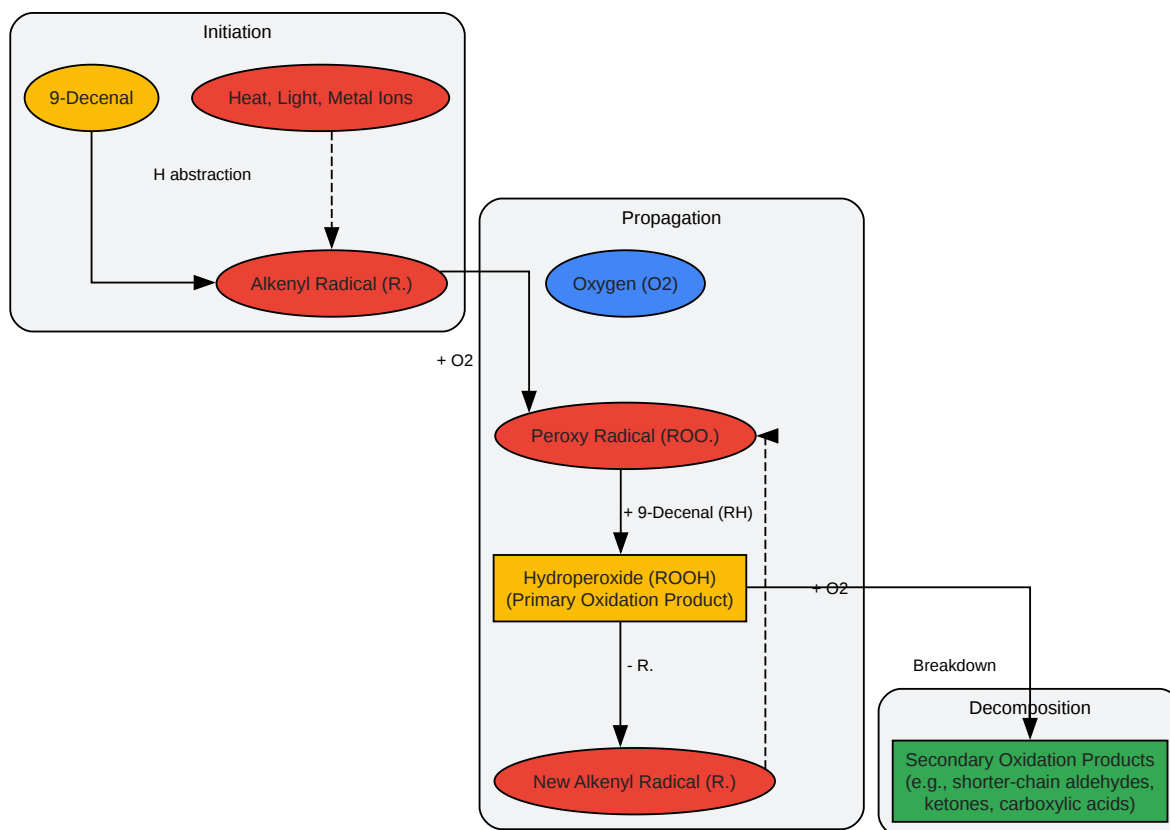 Initiation
9-Decenal
Heat, Light, Metal Ions
H abstraction
Alkenyl Radical (R.)
Propagation
Oxygen (O2)
+ O2
Peroxy Radical (ROO.)
+ 9-Decenal (RH)
Hydroperoxide (ROOH)
(Primary Oxidation Product)
+ O2
- R.
New Alkenyl Radical (R.)
Breakdown
Decomposition
Secondary Oxidation Products
(e.g., shorter-chain aldehydes,
ketones, carboxylic acids)